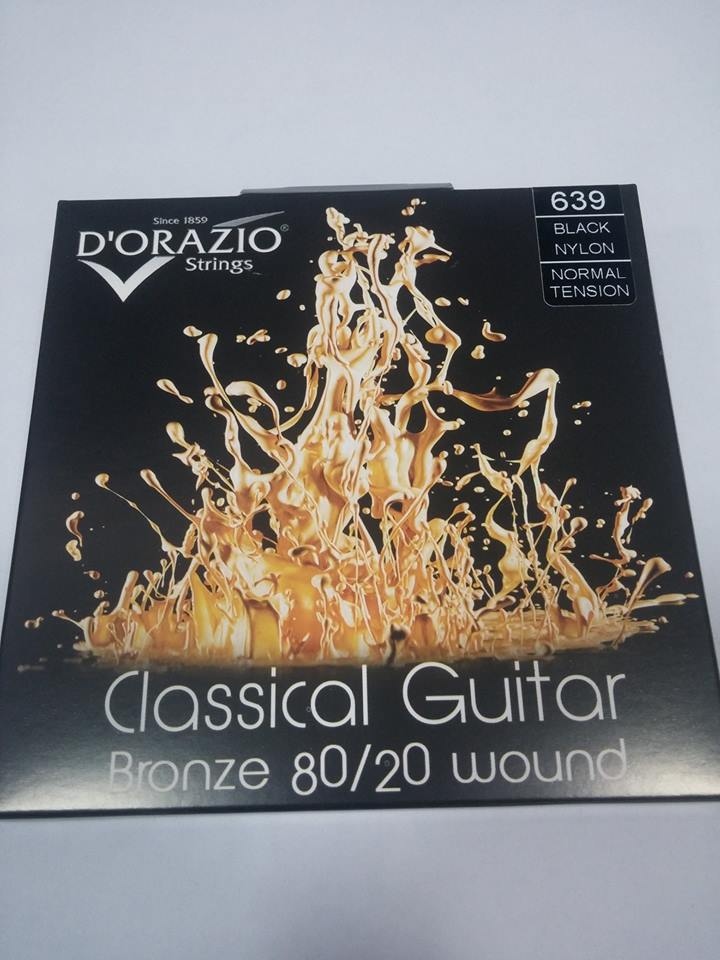 Since 1859
D'ORAZIO®
Strings
639
BLACK
NYLON
NORMAL
TENSION
Classical Guitar
Bronze 80/20 wound